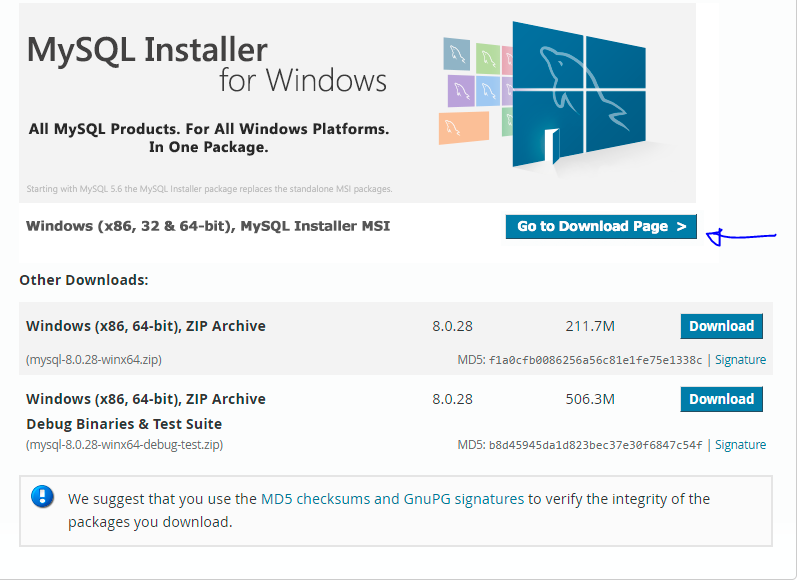 MySQL Installer
for Windows
All MySQL Products. For All Windows Platforms.
In One Package.
Starting with MySQL 5.6 the MySQL Installer package replaces the standalone MSI packages.
Windows (x86, 32 & 64-bit), MySQL Installer MSI
Go to Download Page >
Other Downloads:
Windows (x86, 64-bit), ZIP Archive 8.0.28 211.7M Download
(mysql-8.0.28-winx64.zip) MD5: f1a0cfb0086256a56c81e1fe75e1338c | Signature
Windows (x86, 64-bit), ZIP Archive 8.0.28 506.3M Download
Debug Binaries & Test Suite
(mysql-8.0.28-winx64-debug-test.zip) MD5: b8d45945da1d823bec37e30f6847c54f | Signature
We suggest that you use the MD5 checksums and GnuPG signatures to verify the integrity of the
packages you download.